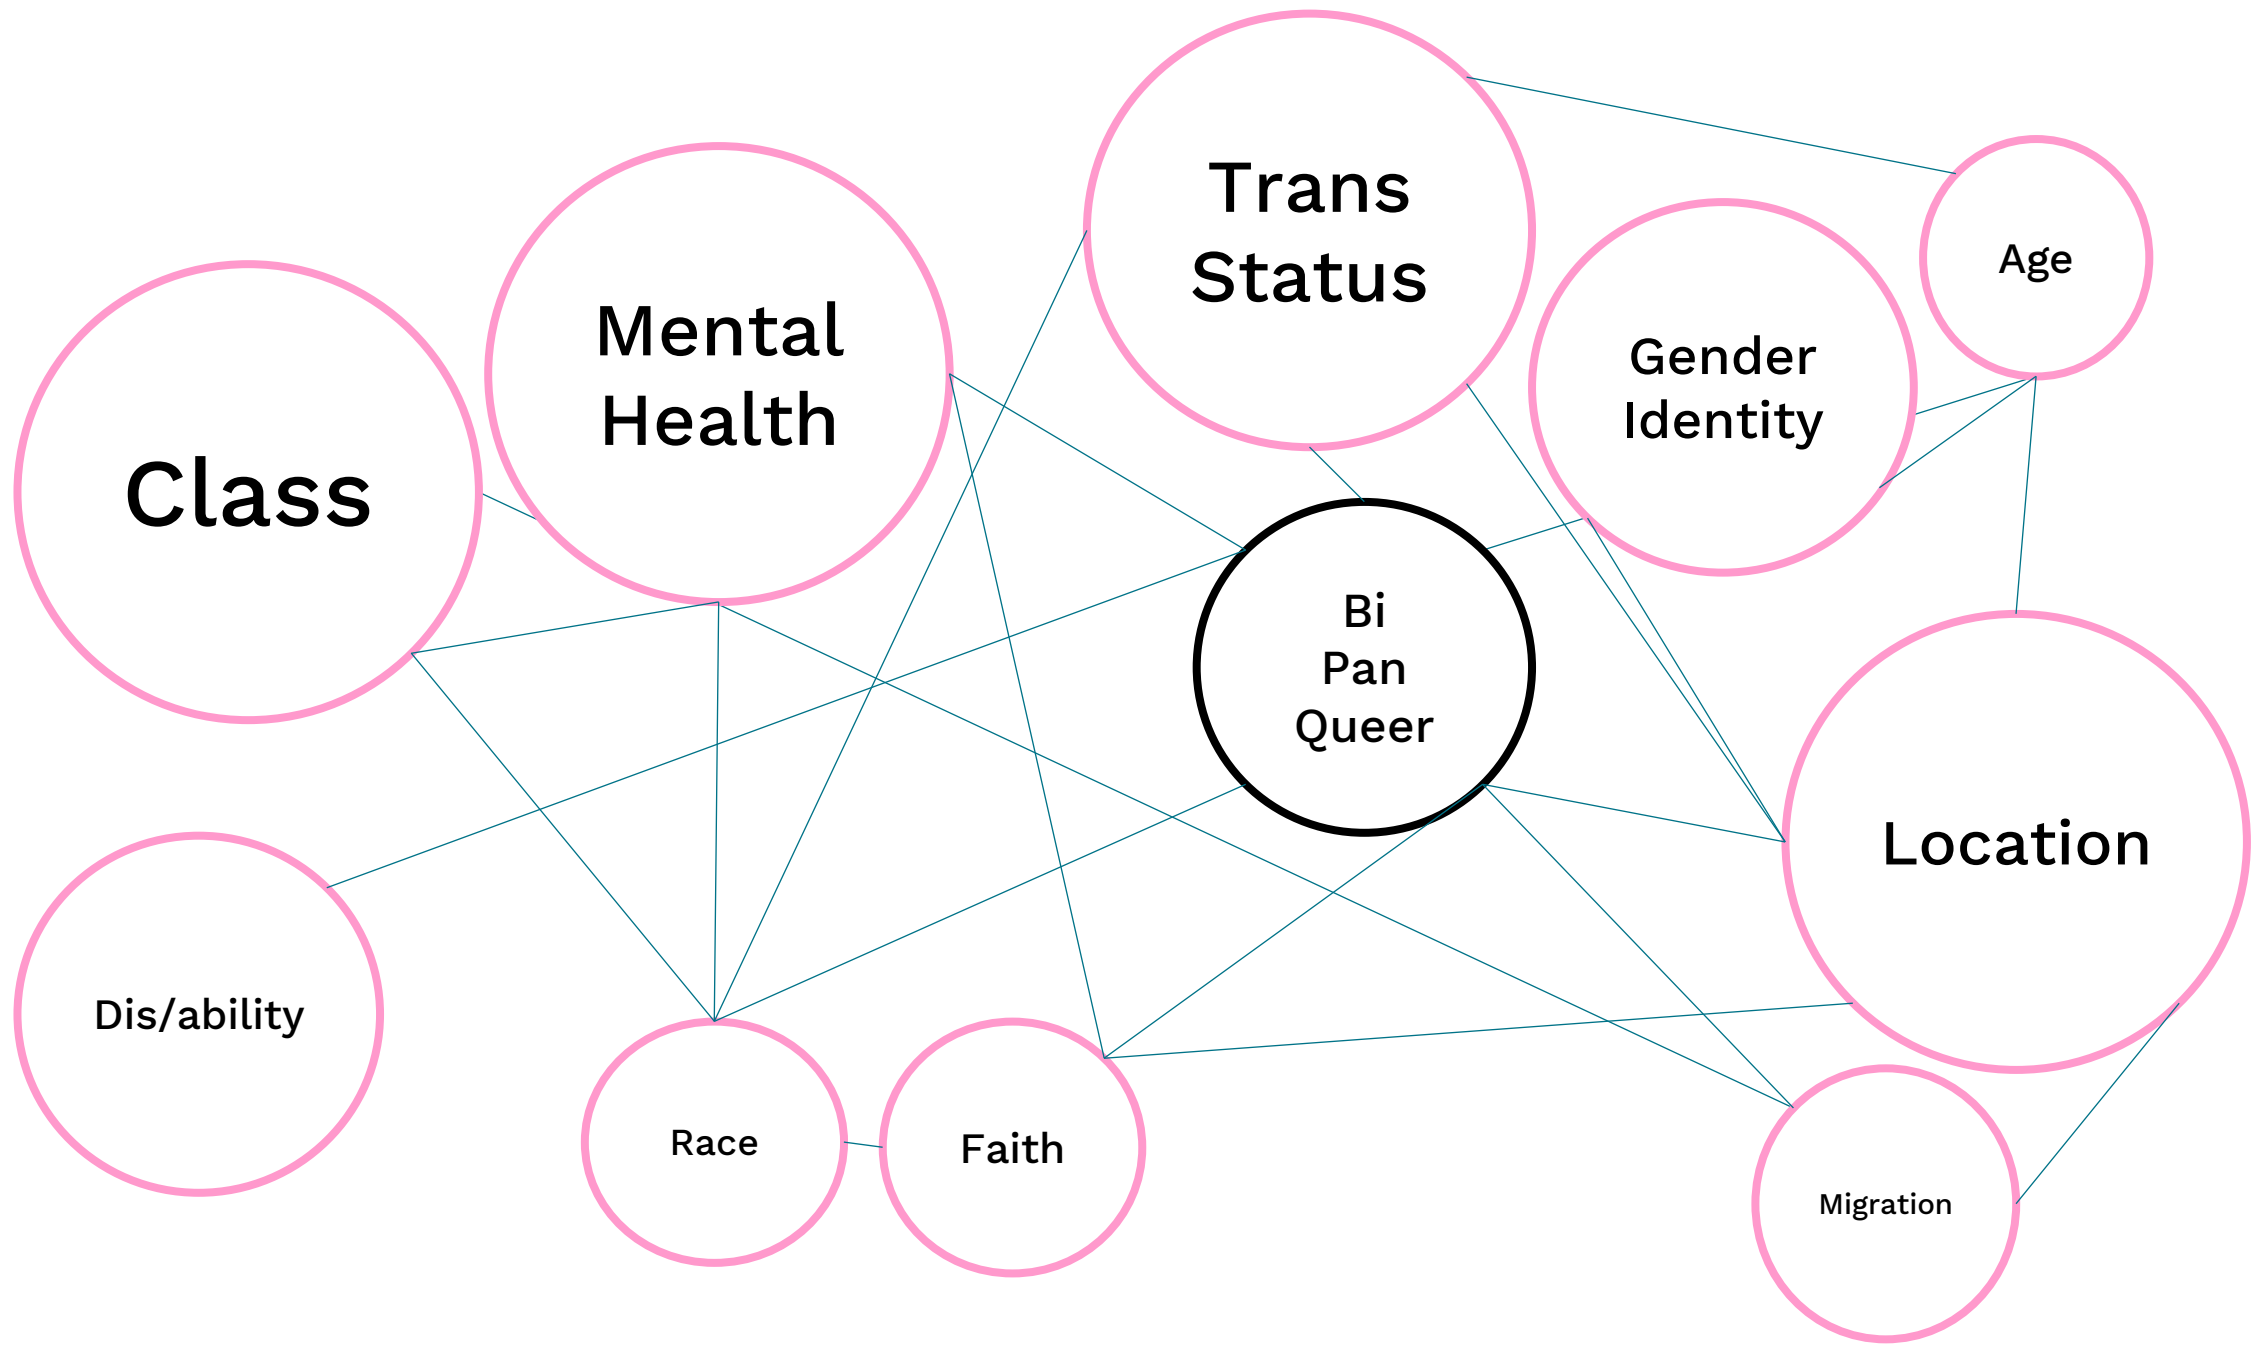 Trans
Status
Age
Mental
Health
Gender
Identity
Class
Bi
Pan
Queer
Location
Dis/ability
Race
Faith
Migration